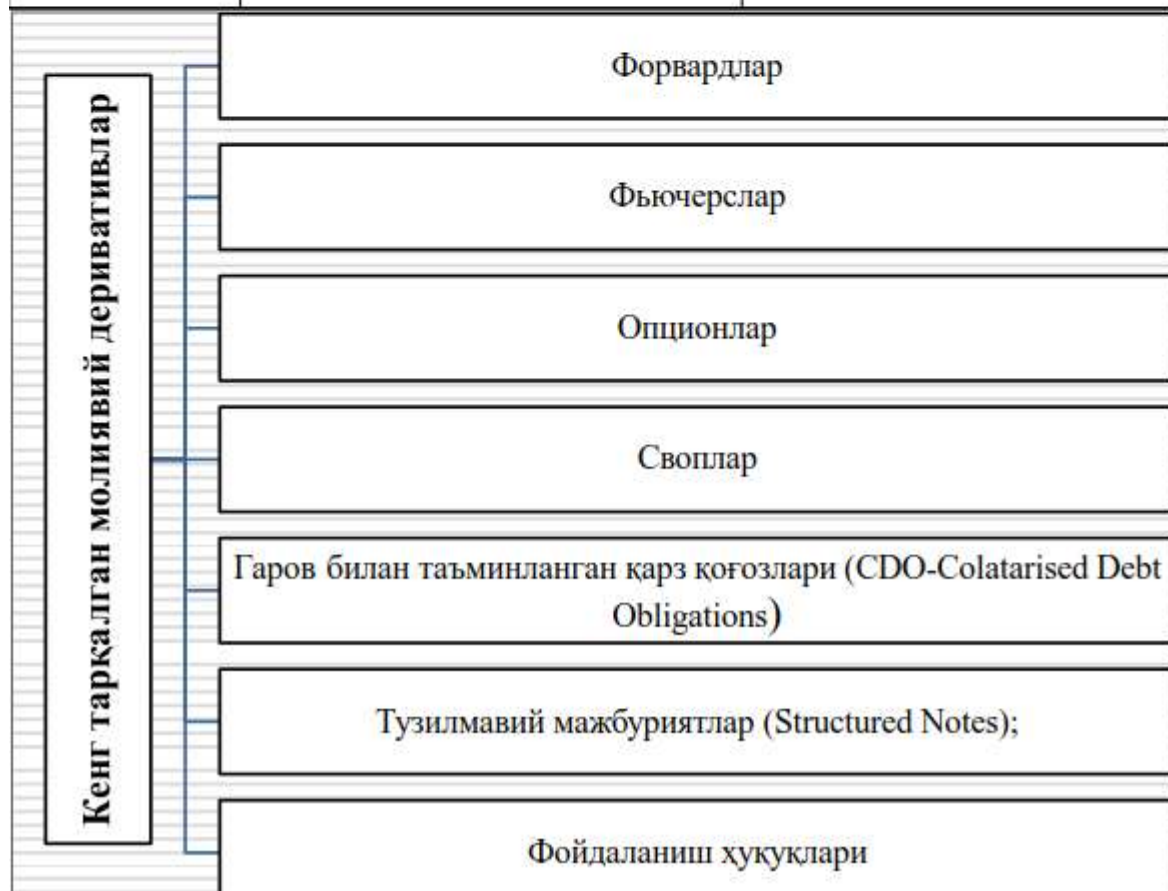 Кенг тарқалган молиявий деривативлар
Форвардлар
Фьючерслар
Опционлар
Своплар
Гаров билан таъминланган қарз қоғозлари (CDO-Colatarised Debt
Obligations)
Тузилмавий мажбуриятлар (Structured Notes);
Фойдаланиш ҳуқуқлари